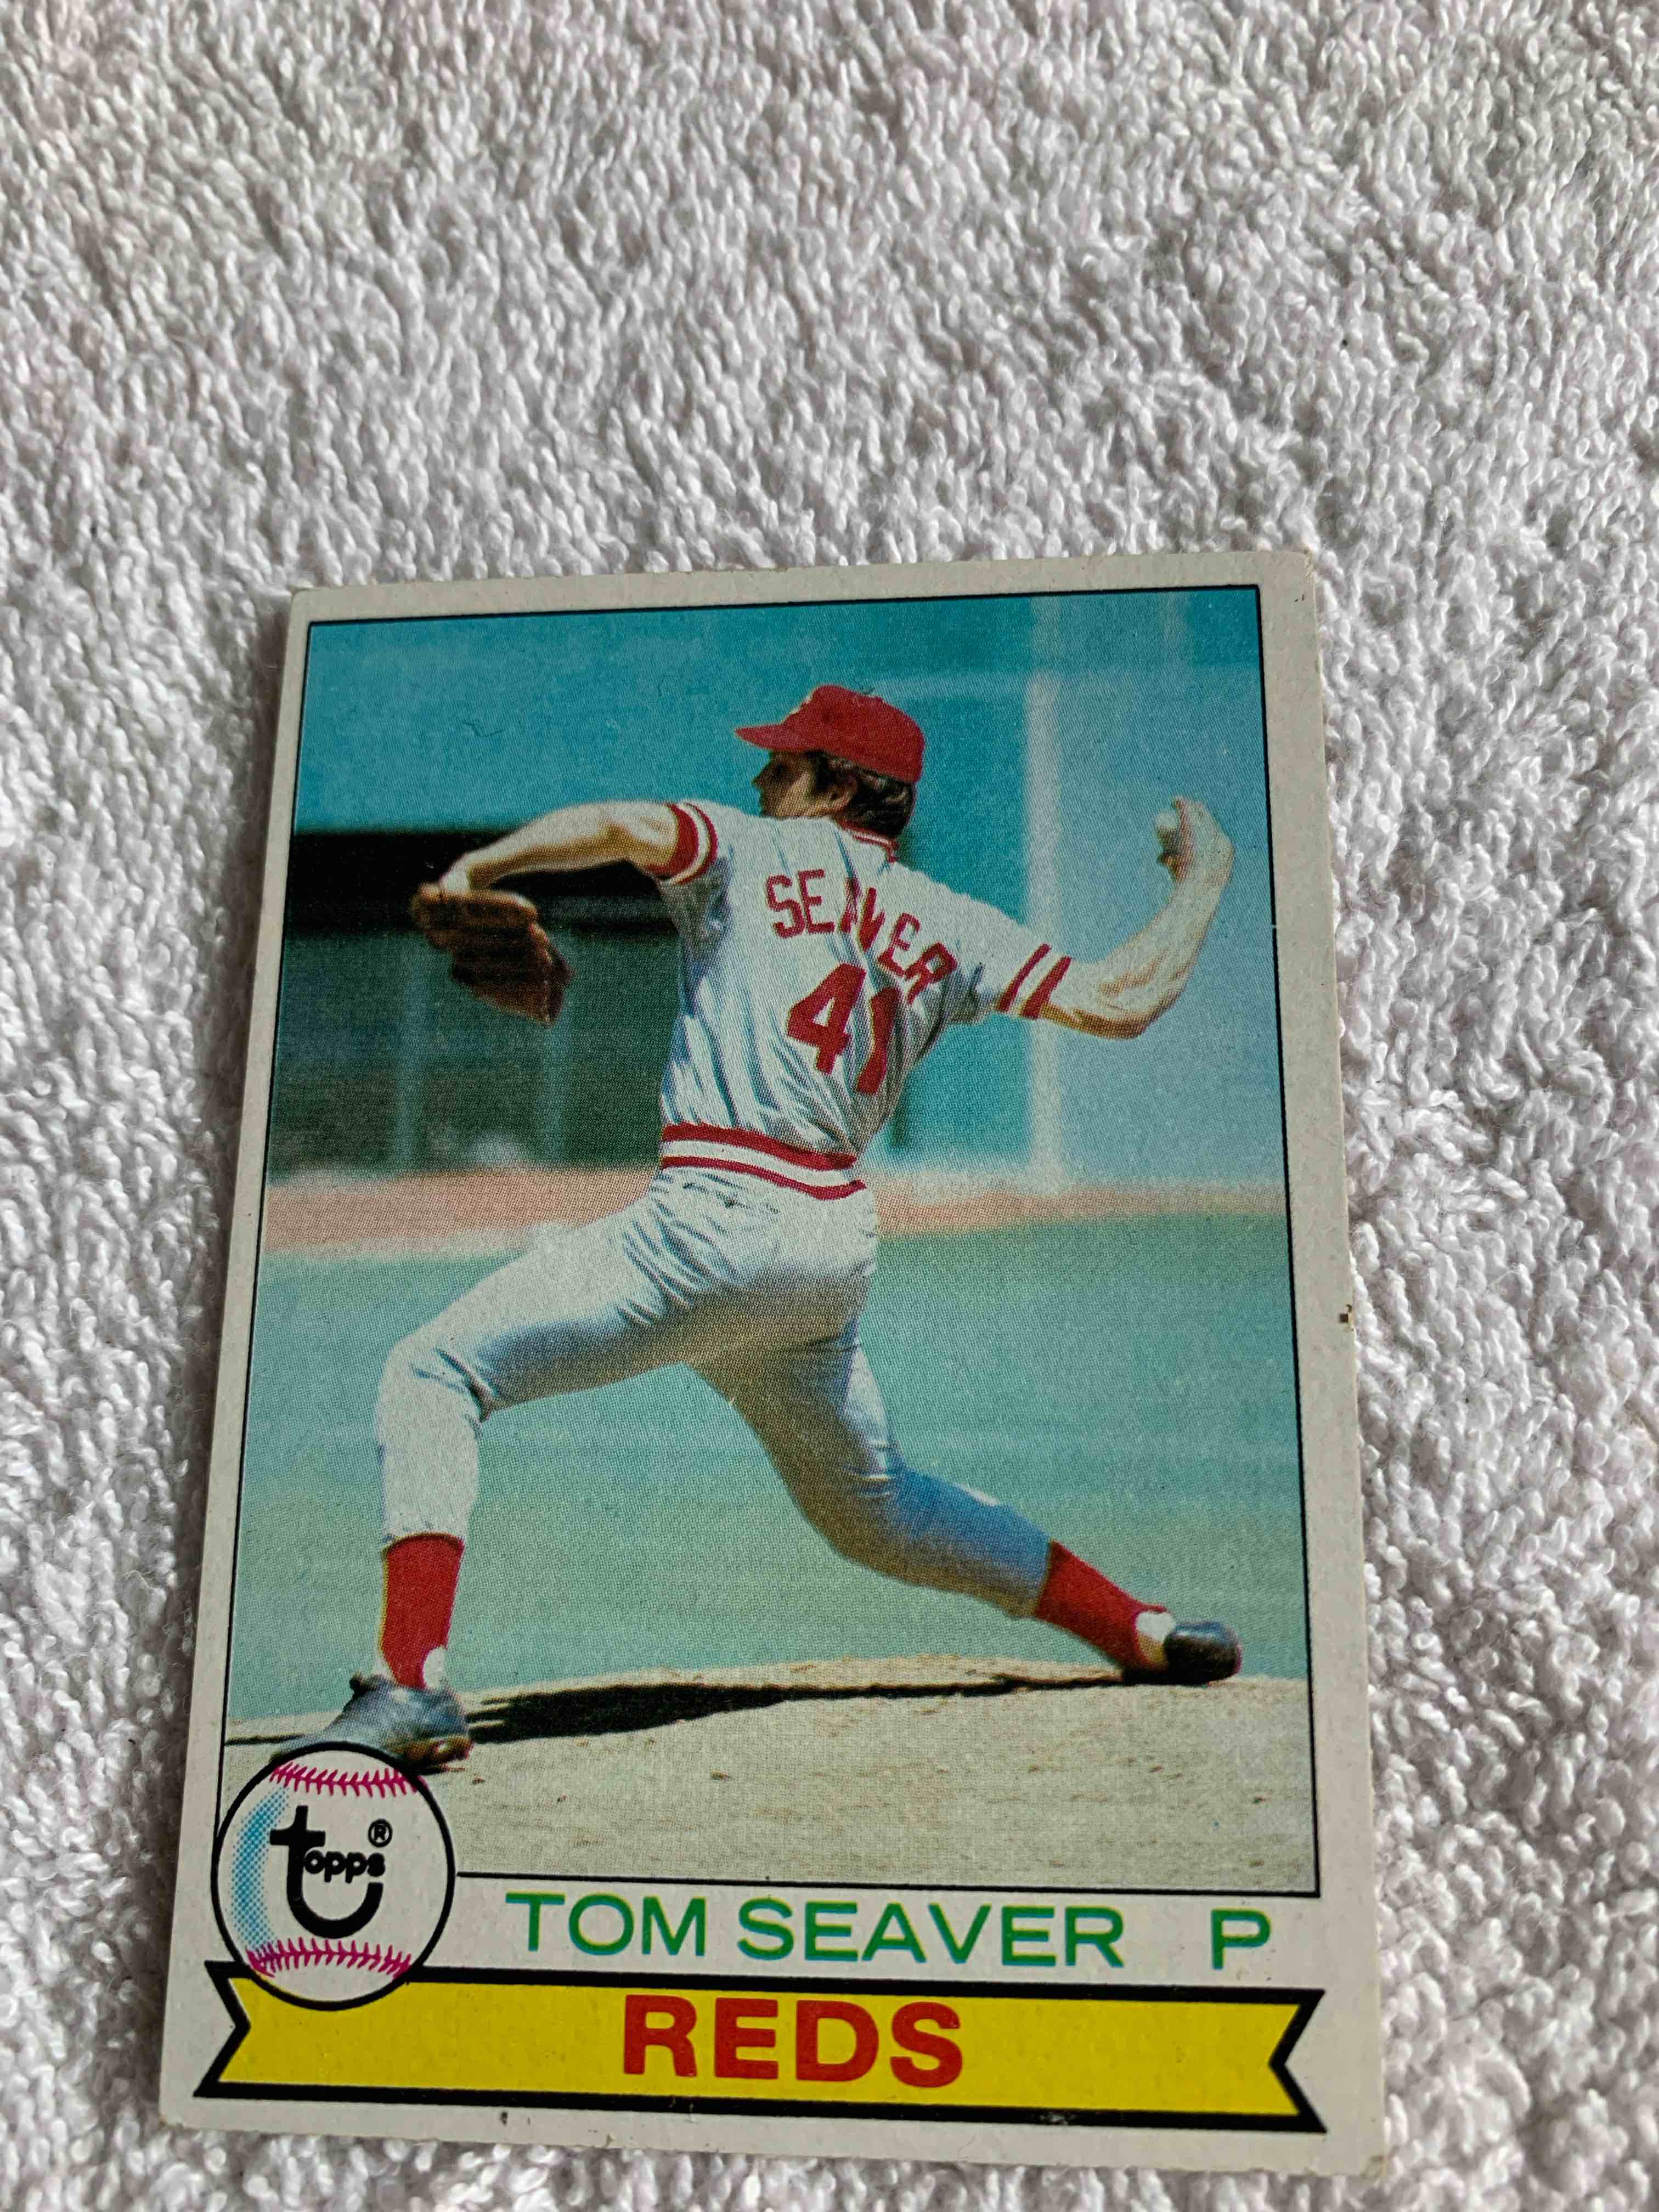 SEAVER
41
topps®
TOM SEAVER P
REDS